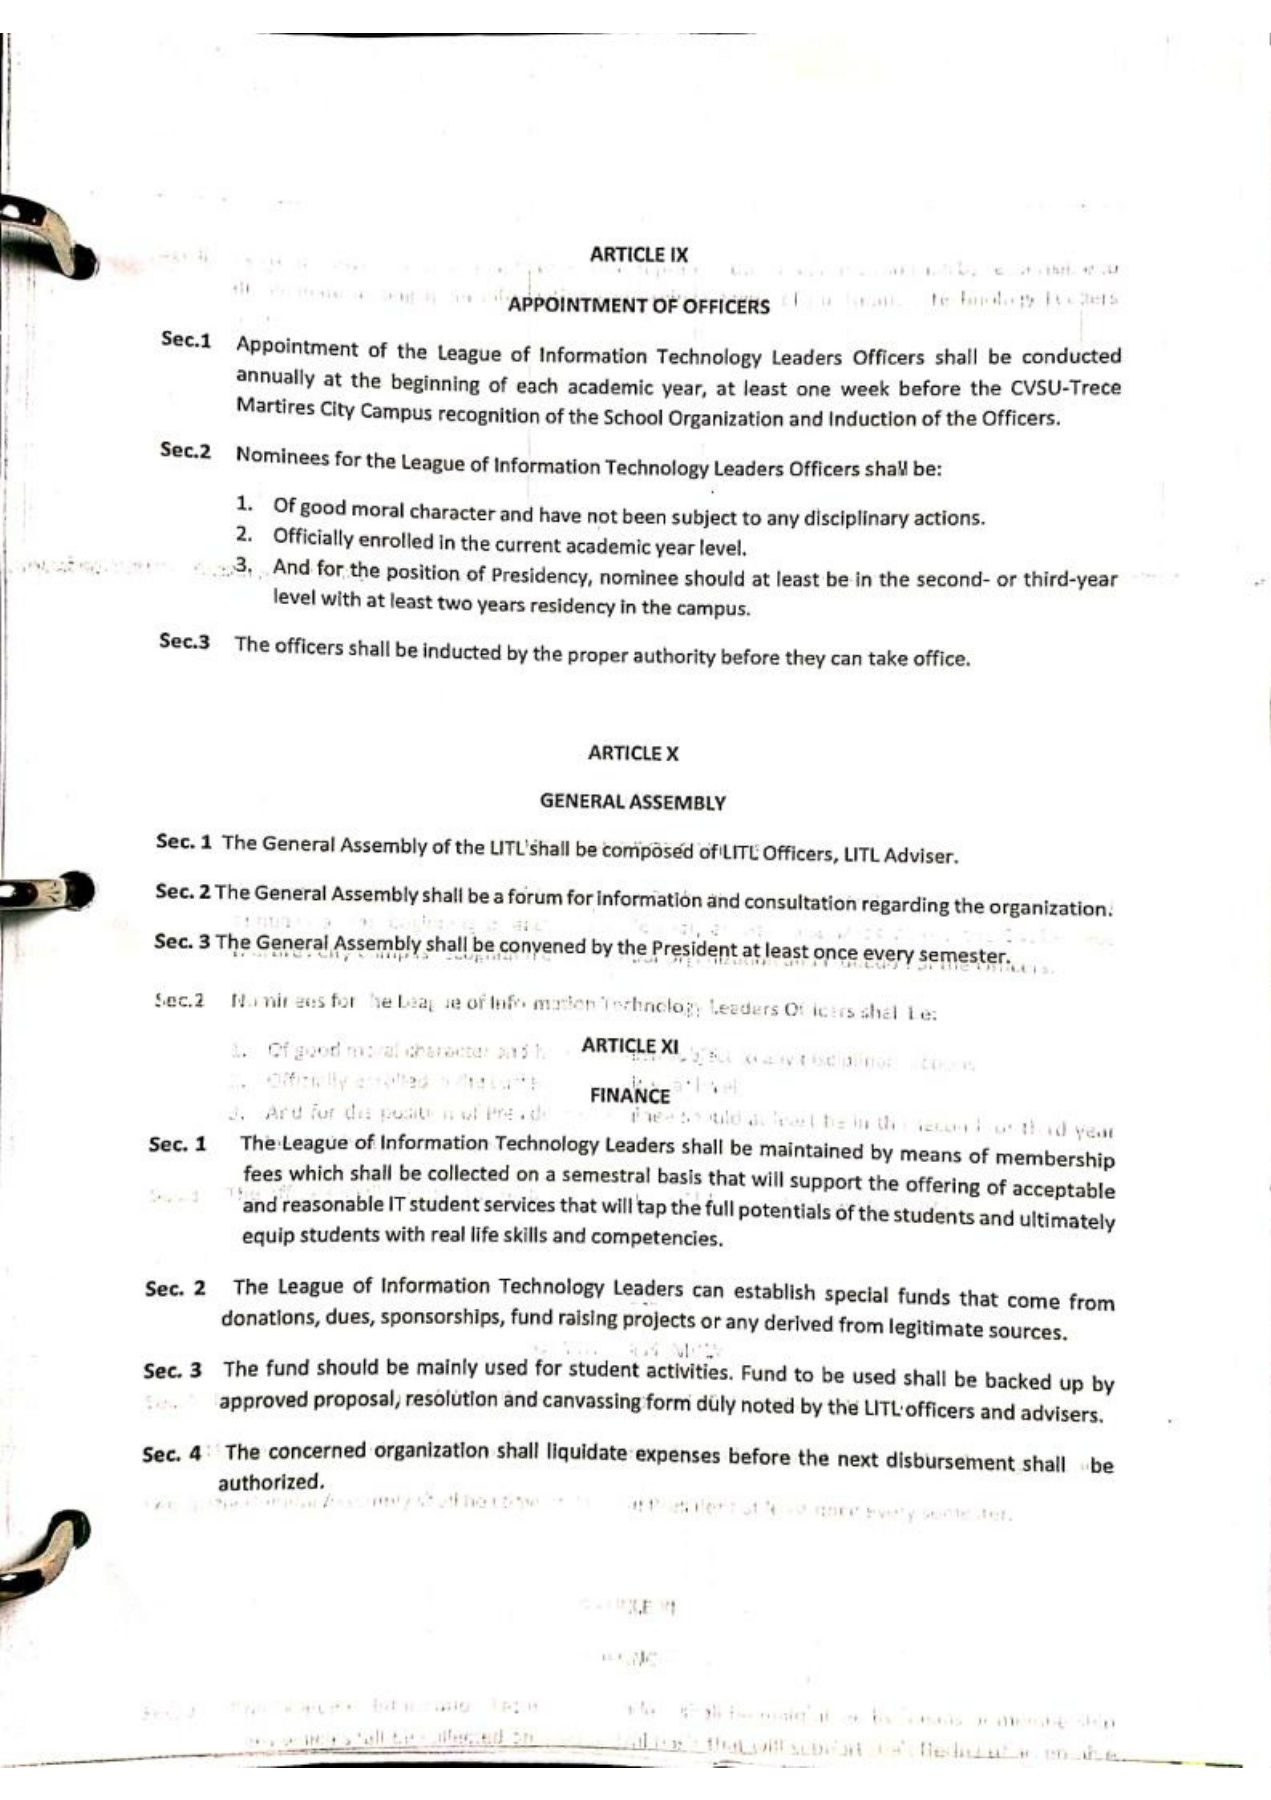 ARTICLE IX
APPOINTMENT OF OFFICERS
Sec.1 Appointment of the League of Information Technology Leaders Officers shall be conducted
annually at the beginning of each academic year, at least one week before the CVSU-Trece
Martires City Campus recognition of the School Organization and Induction of the Officers.
Sec.2 Nominees for the League of Information Technology Leaders Officers shall be:
1. Of good moral character and have not been subject to any disciplinary actions.
2. Officially enrolled in the current academic year level.
3. And for the position of Presidency, nominee should at least be in the second- or third-year
level with at least two years residency in the campus.
Sec.3 The officers shall be inducted by the proper authority before they can take office.
ARTICLE X
GENERAL ASSEMBLY
Sec. 1 The General Assembly of the LITL shall be composed of LITL Officers, LITL Adviser.
Sec. 2 The General Assembly shall be a forum for information and consultation regarding the organization.
Sec. 3 The General Assembly shall be convened by the President at least once every semester.
ARTICLE XI
FINANCE
Sec. 1 The League of Information Technology Leaders shall be maintained by means of membership
fees which shall be collected on a semestral basis that will support the offering of acceptable
and reasonable IT student services that will tap the full potentials of the students and ultimately
equip students with real life skills and competencies.
Sec. 2 The League of Information Technology Leaders can establish special funds that come from
donations, dues, sponsorships, fund raising projects or any derived from legitimate sources.
Sec. 3 The fund should be mainly used for student activities. Fund to be used shall be backed up by
approved proposal, resolution and canvassing form duly noted by the LITL officers and advisers.
Sec. 4 The concerned organization shall liquidate expenses before the next disbursement shall be
authorized.